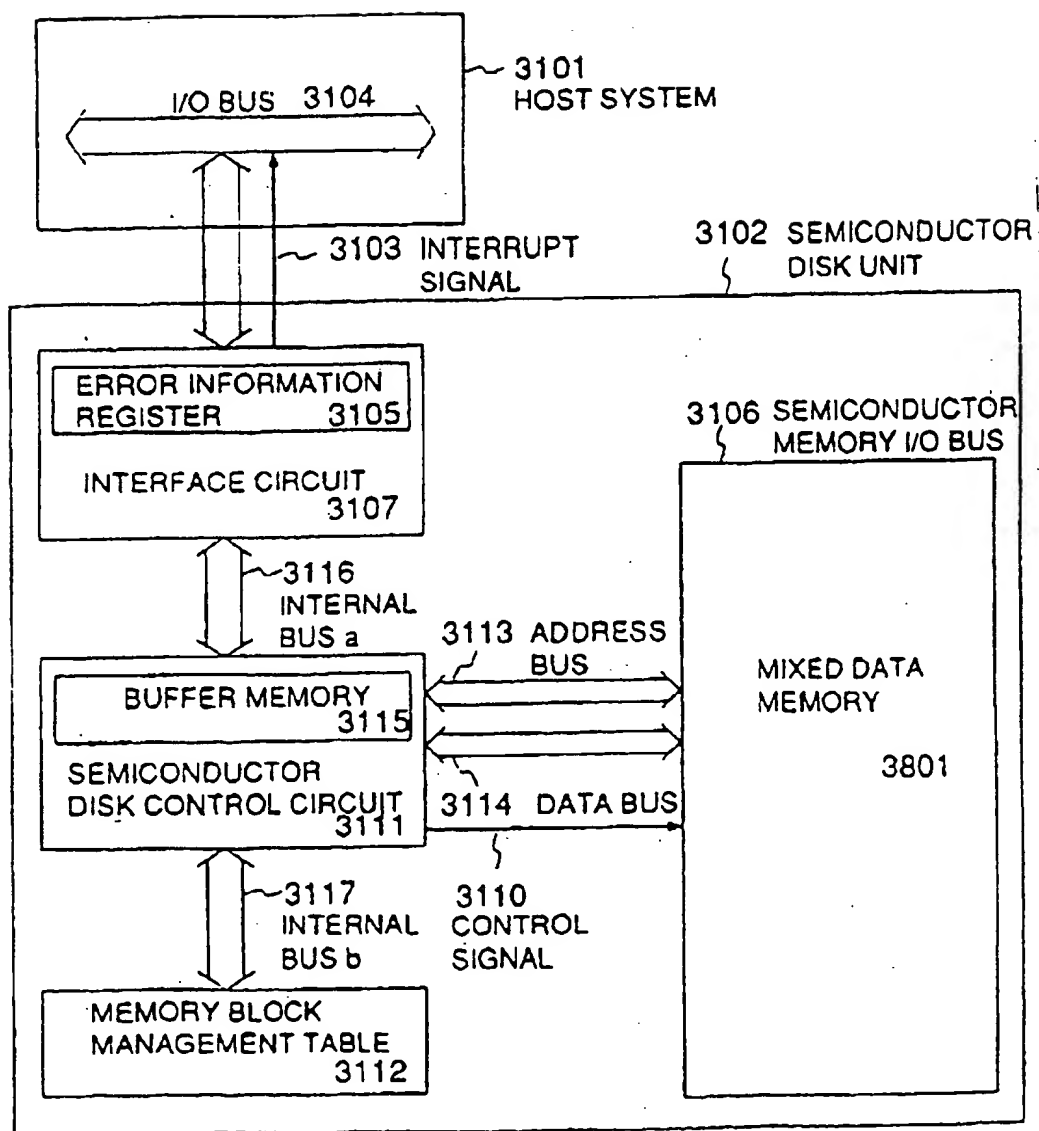 3101
HOST SYSTEM
I/O BUS 3104
3103 INTERRUPT
SIGNAL
3102 SEMICONDUCTOR
DISK UNIT
ERROR INFORMATION
REGISTER 3105
INTERFACE CIRCUIT
3107
3106 SEMICONDUCTOR
MEMORY I/O BUS
3116
INTERNAL
BUS a
3113 ADDRESS
BUS
BUFFER MEMORY
3115
SEMICONDUCTOR
DISK CONTROL CIRCUIT
3111
MIXED DATA
MEMORY
3801
3114 DATA BUS
3117
INTERNAL
BUS b
3110
CONTROL
SIGNAL
MEMORY BLOCK
MANAGEMENT TABLE
3112